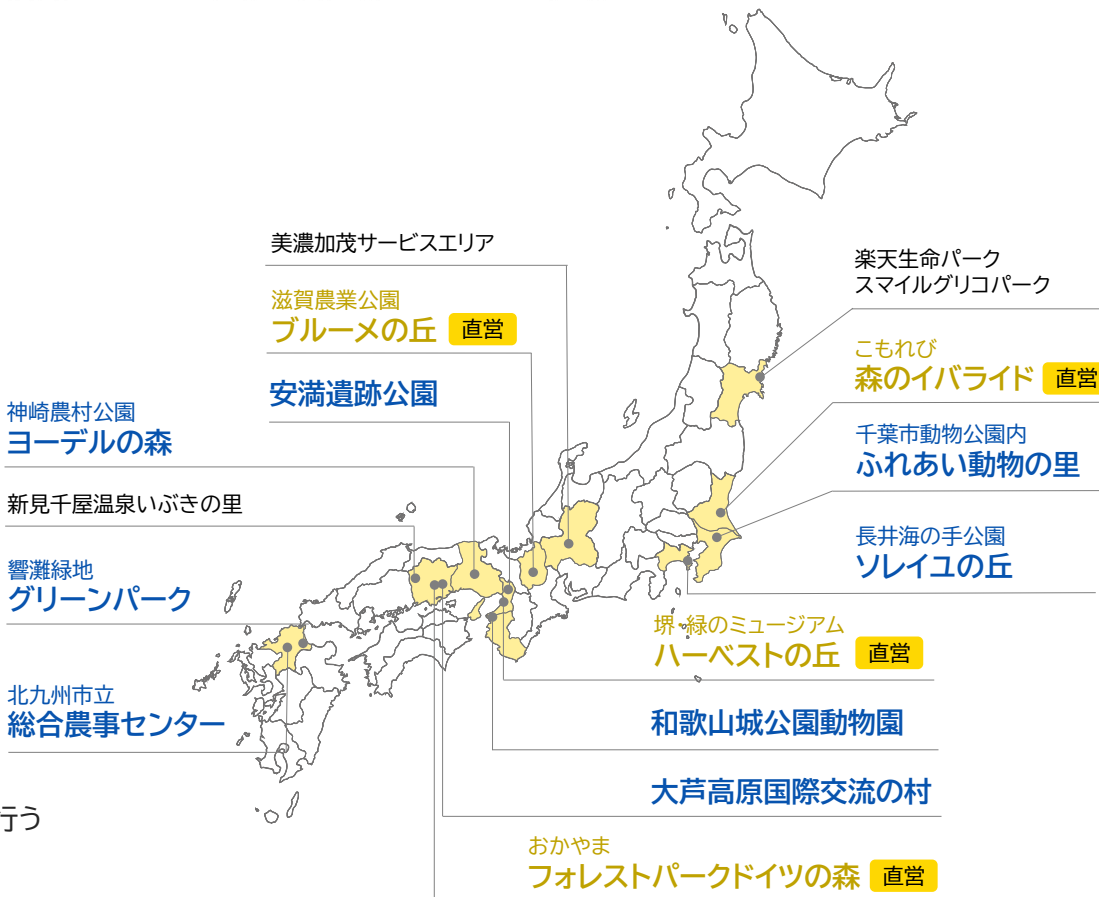 美濃加茂サービスエリア
滋賀農業公園
ブルーメの丘 直営
安満遺跡公園
神崎農村公園
ヨーデルの森
新見千屋温泉いぶきの里
響灘緑地
グリーンパーク
北九州市立
総合農事センター
行う
楽天生命パーク
スマイルグリコパーク
こもれび
森のイバライド 直営
千葉市動物公園内
ふれあい動物の里
長井海の手公園
ソレイユの丘
堺・緑のミュージアム
ハーベストの丘 直営
和歌山城公園動物園
大芦高原国際交流の村
おかやま
フォレストパークドイツの森 直営